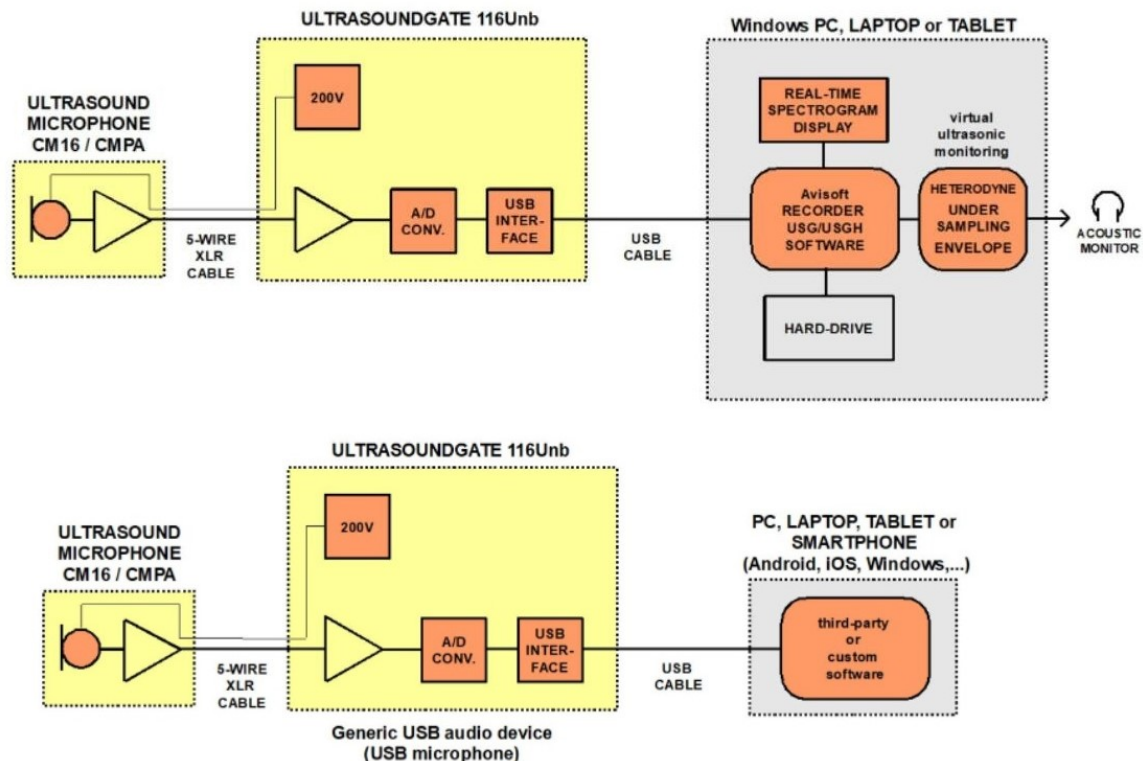 ULTRASOUNDGATE 116Unb
Windows PC, LAPTOP or TABLET
ULTRASOUND
MICROPHONE
CM16 / CMPA
200V
REAL-TIME
SPECTROGRAM
DISPLAY
virtual
ultrasonic
monitoring
A/D
CONV.
USB
INTER-
FACE
Avisoft
RECORDER
USG/USGH
SOFTWARE
HETERODYNE
UNDER
SAMPLING
ENVELOPE
5-WIRE
XLR
CABLE
USB
CABLE
ACOUSTIC
MONITOR
HARD-DRIVE
ULTRASOUNDGATE 116Unb
ULTRASOUND
MICROPHONE
CM16 / CMPA
200V
PC, LAPTOP, TABLET or
SMARTPHONE
(Android, iOS, Windows,...)
A/D
CONV.
USB
INTER-
FACE
third-party
or
custom
software
5-WIRE
XLR
CABLE
USB
CABLE
Generic USB audio device
(USB microphone)